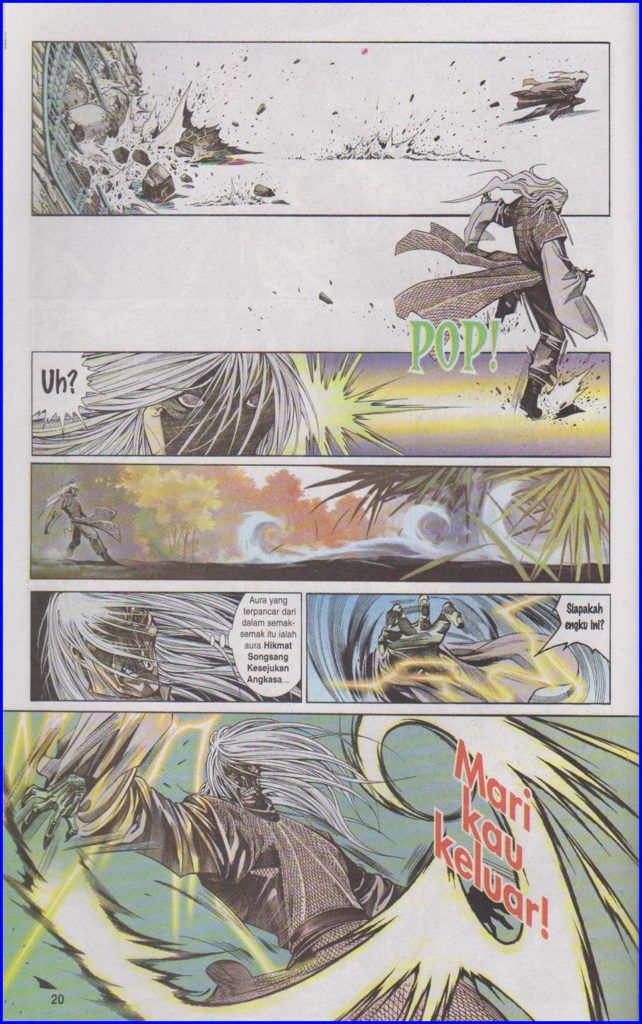 POP!
Uh?
Aura yang
terpancar dari
dalam semak-
semak itu ialah
aura Hikmat
Songsang
Kesejukan
Angkasa...
Siapakah
engku ini?
Mari
kau
keluar!
20